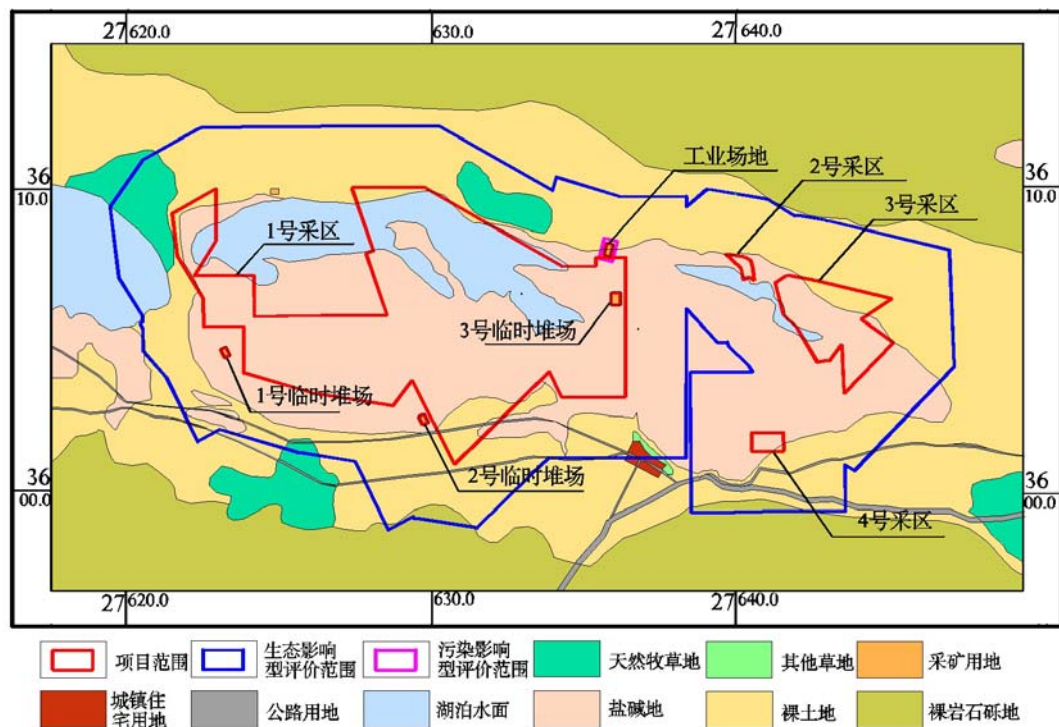 27 620.0 630.0 27 640.0
36 10.0
36 10.0
工业场地
2号采区
3号采区
1号采区
3号临时堆场
1号临时堆场
2号临时堆场
4号采区
36 00.0
36 00.0
27 620.0 630.0 27 640.0
项目范围
生态影响
型评价范围
污染影响
型评价范围
天然牧草地
其他草地
采矿用地
城镇住
宅用地
公路用地
湖泊水面
盐碱地
裸土地
裸岩石砾地